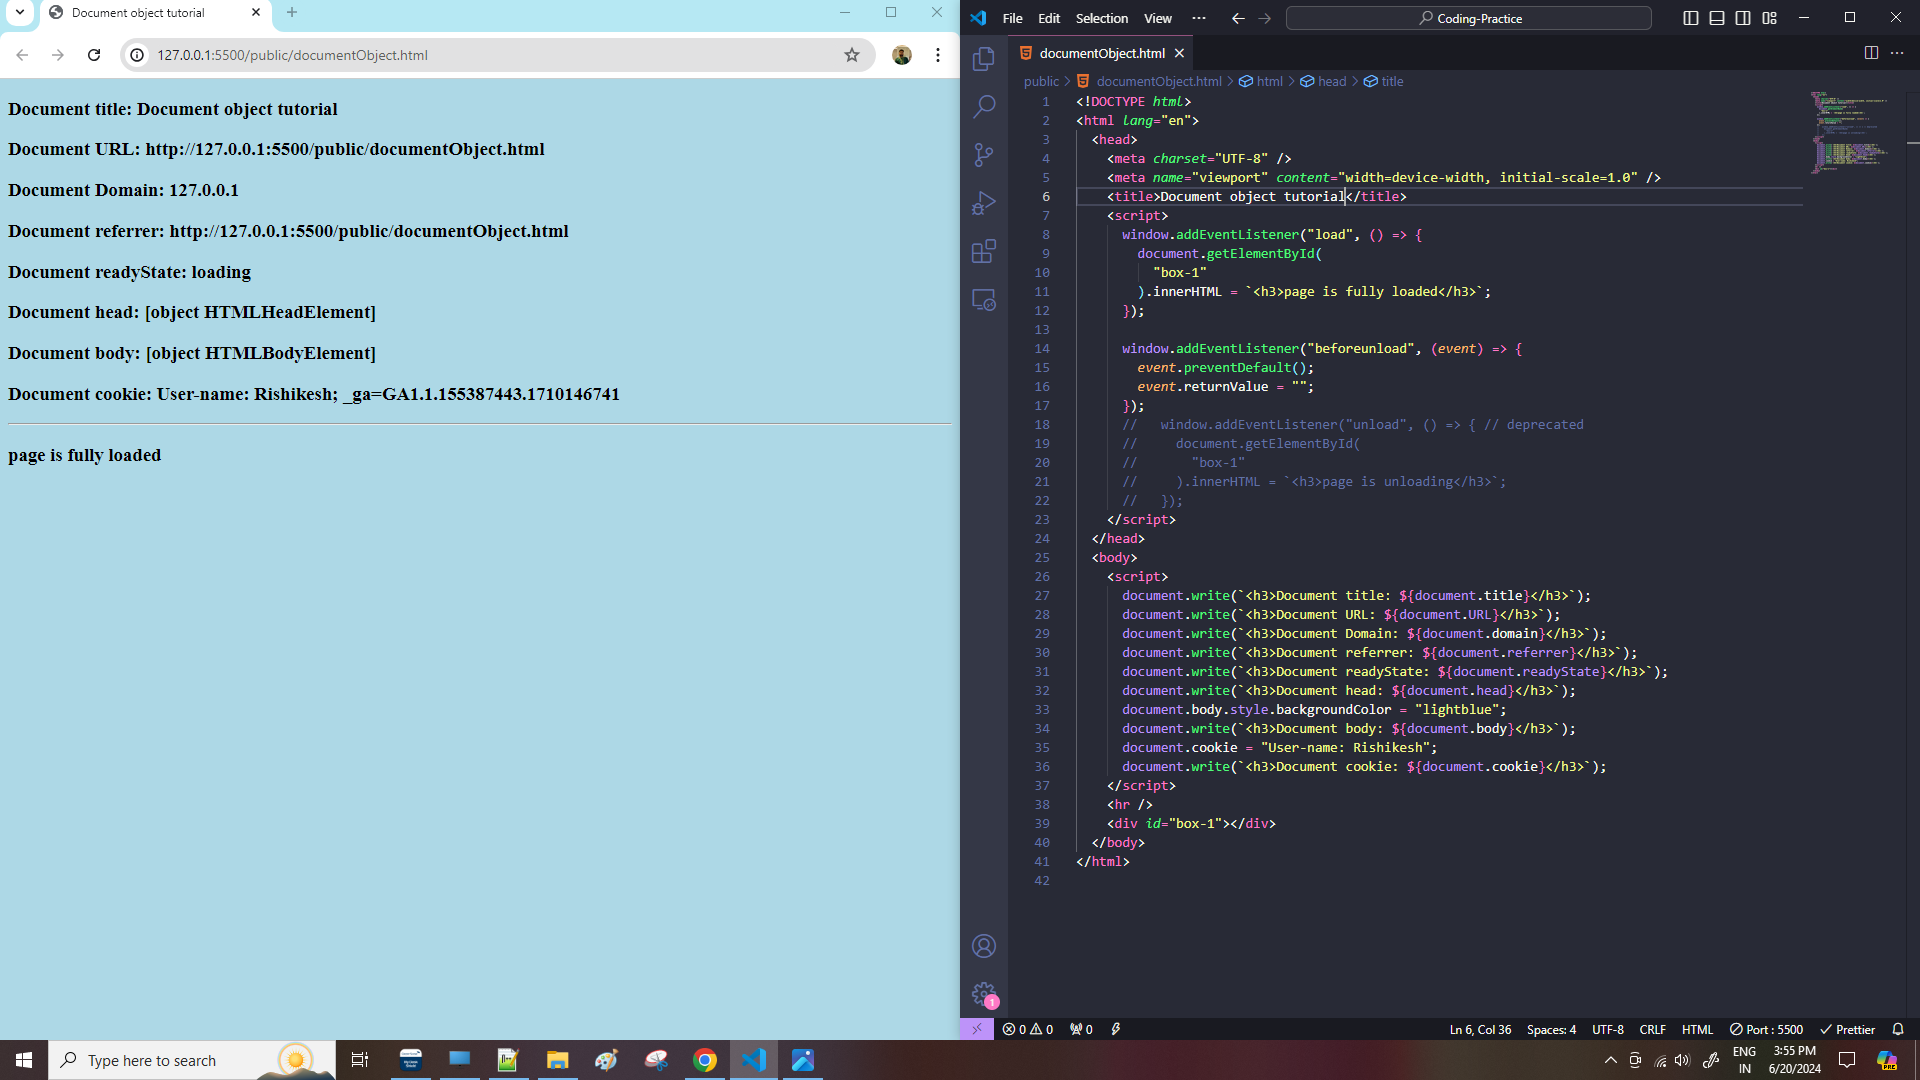 Document object tutorial
127.0.0.1:5500/public/documentObject.html
Document title: Document object tutorial
Document URL: http://127.0.0.1:5500/public/documentObject.html
Document Domain: 127.0.0.1
Document referrer: http://127.0.0.1:5500/public/documentObject.html
Document readyState: loading
Document head: [object HTMLHeadElement]
Document body: [object HTMLBodyElement]
Document cookie: User-name: Rishikesh; _ga=GA1.1.155387443.1710146741
page is fully loaded
File Edit Selection View ··· Coding-Practice
documentObject.html
public > documentObject.html > html > head > title
1 <!DOCTYPE html>
2 <html lang="en">
3 <head>
4 <meta charset="UTF-8" />
5 <meta name="viewport" content="width=device-width, initial-scale=1.0" />
6 <title>Document object tutorial</title>
7 <script>
8 window.addEventListener("load", () => {
9 document.getElementById(
10 "box-1"
11 ).innerHTML = `<h3>page is fully loaded</h3>`;
12 });
13
14 window.addEventListener("beforeunload", (event) => {
15 event.preventDefault();
16 event.returnValue = "";
17 });
18 // window.addEventListener("unload", () => { // deprecated
19 // document.getElementById(
20 // "box-1"
21 // ).innerHTML = `<h3>page is unloading</h3>`;
22 // });
23 </script>
24 </head>
25 <body>
26 <script>
27 document.write(`<h3>Document title: ${document.title}</h3>`);
28 document.write(`<h3>Document URL: ${document.URL}</h3>`);
29 document.write(`<h3>Document Domain: ${document.domain}</h3>`);
30 document.write(`<h3>Document referrer: ${document.referrer}</h3>`);
31 document.write(`<h3>Document readyState: ${document.readyState}</h3>`);
32 document.write(`<h3>Document head: ${document.head}</h3>`);
33 document.body.style.backgroundColor = "lightblue";
34 document.write(`<h3>Document body: ${document.body}</h3>`);
35 document.cookie = "User-name: Rishikesh";
36 document.write(`<h3>Document cookie: ${document.cookie}</h3>`);
37 </script>
38 <hr />
39 <div id="box-1"></div>
40 </body>
41 </html>
42
1
0 0 0 Ln 6, Col 36 Spaces: 4 UTF-8 CRLF HTML Port : 5500 Prettier
Type here to search
ENG
IN
3:55 PM
6/20/2024
PRE